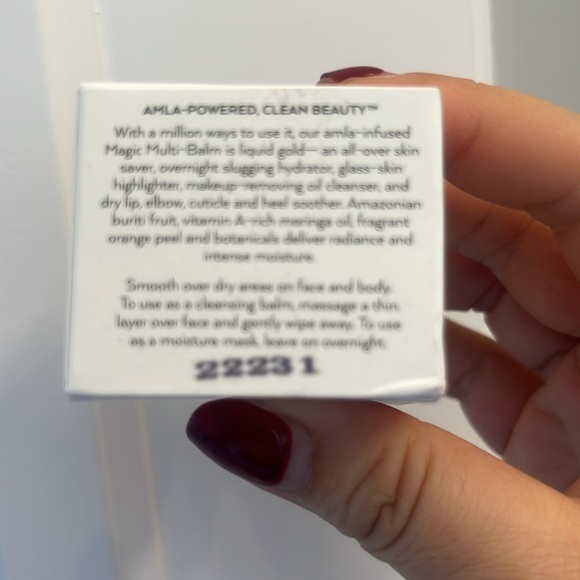 AMLA-POWERED, CLEAN BEAUTY™
With a million ways to use it, our amla-infused
Magic Multi-Balm is liquid gold— an all-over skin
saver, overnight slugging hydrator, glass-skin
highlighter, makeup-removing oil cleanser, and
dry lip, elbow, cuticle and heel soother. Amazonian
buriti fruit, vitamin A-rich moringa oil, fragrant
orange peel and botanicals deliver radiance and
intense moisture.
Smooth over dry areas on face and body.
To use as a cleansing balm, massage a thin
layer over face and gently wipe away. To use
as a moisture mask, leave on overnight.
22231